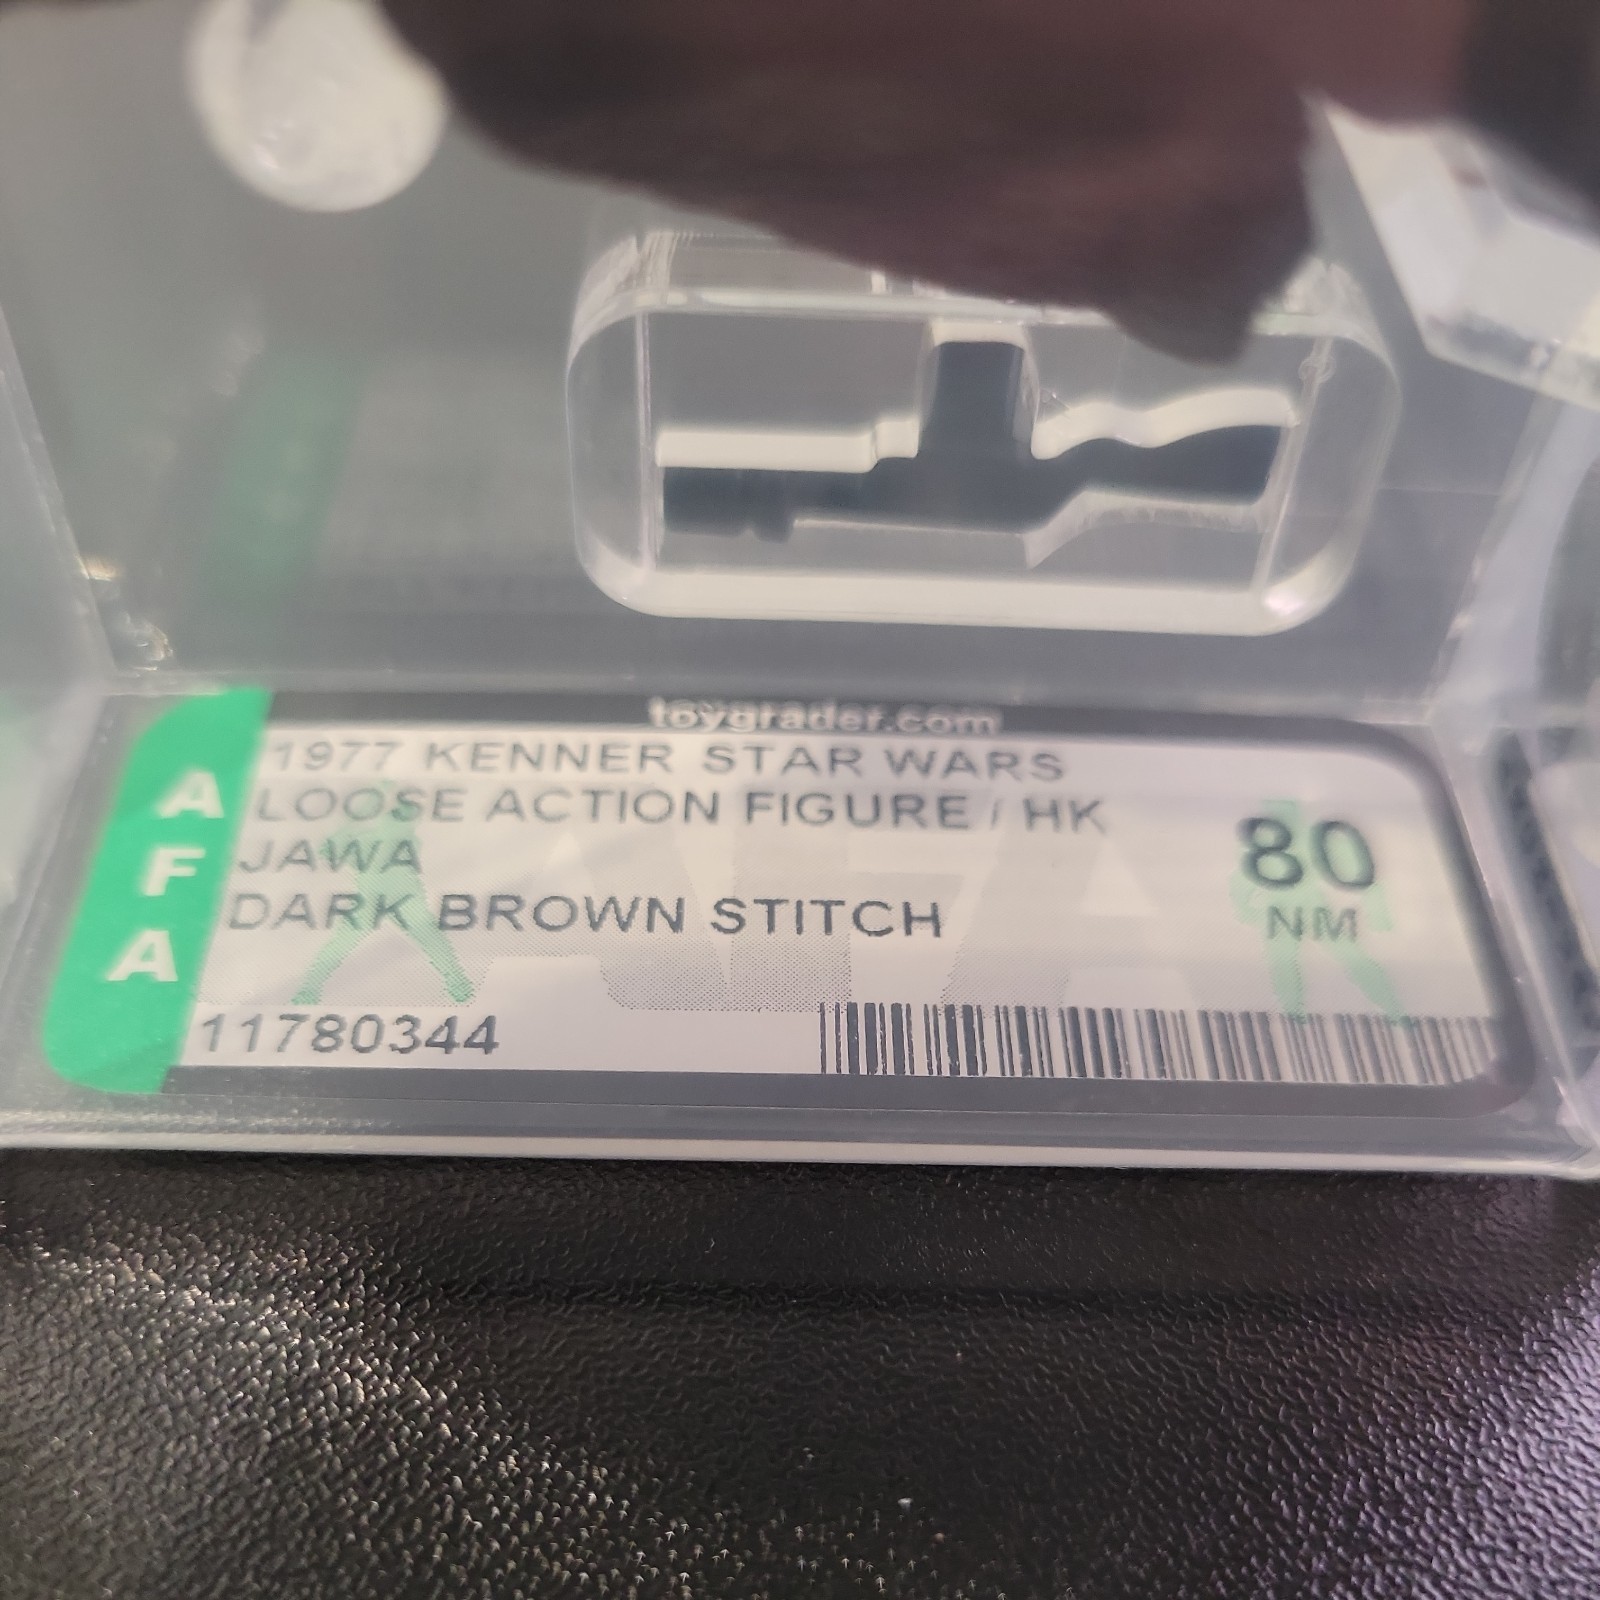 toygrader.com
AFA
1977 KENNER STAR WARS
LOOSE ACTION FIGURE / HK
JAWA
DARK BROWN STITCH
80
NM
11780344